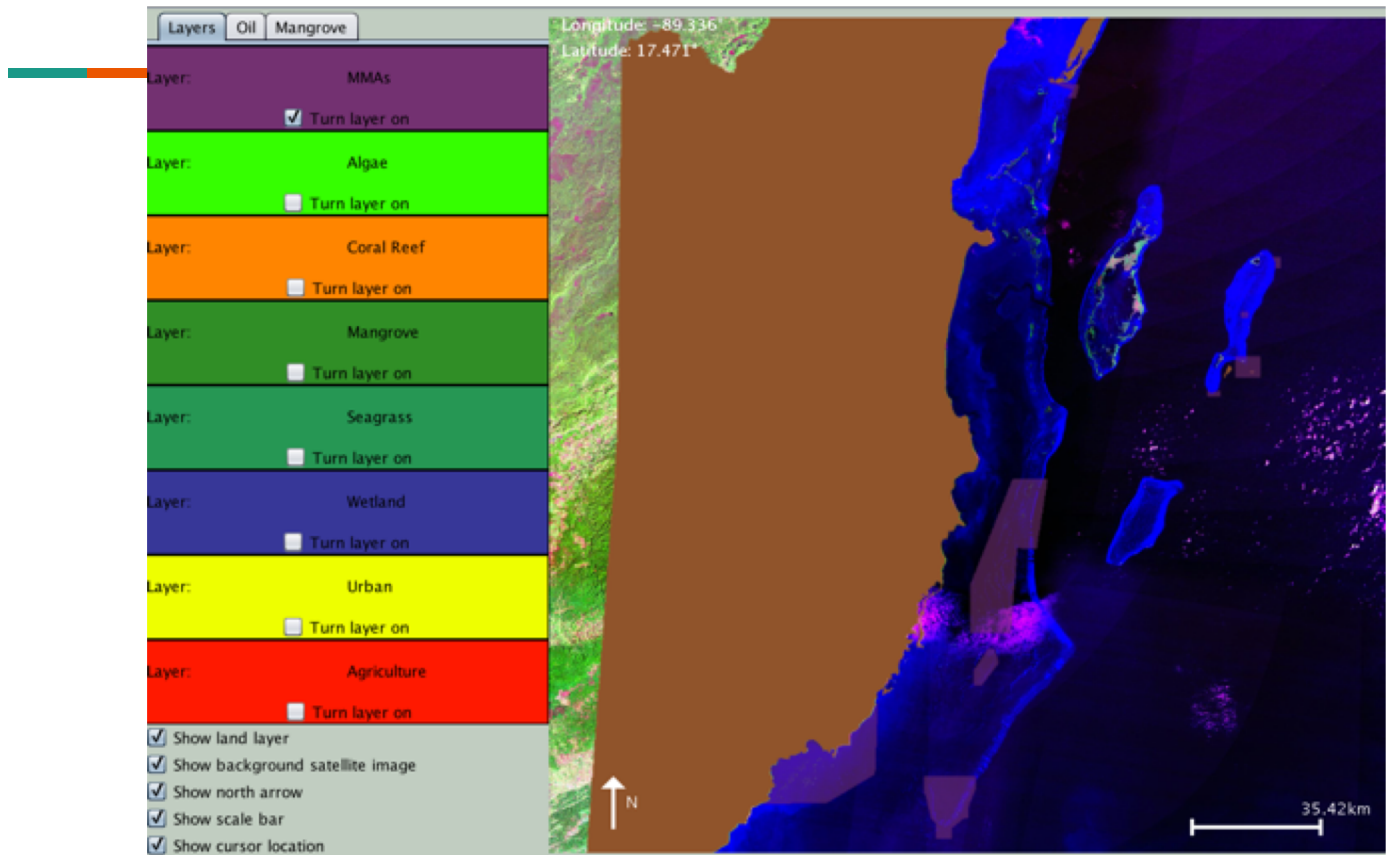 Layers Oil Mangrove
Layer: MMAs
Turn layer on
Layer: Algae
Turn layer on
Layer: Coral Reef
Turn layer on
Layer: Mangrove
Turn layer on
Layer: Seagrass
Turn layer on
Layer: Wetland
Turn layer on
Layer: Urban
Turn layer on
Layer: Agriculture
Turn layer on
Show land layer
Show background satellite image
Show north arrow
Show scale bar
Show cursor location
Longitude: -89.336°
Latitude: 17.471°
N
35.42km